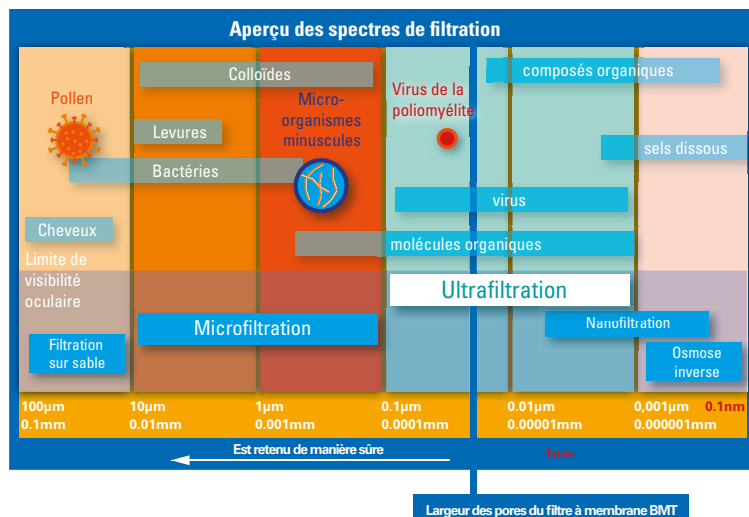 Aperçu des spectres de filtration
Colloïdes
composés organiques
Pollen
Micro-
organismes
minuscules
Virus de la
poliomyélite
Levures
sels dissous
Bactéries
virus
Cheveux
molécules organiques
Limite de
visibilité
oculaire
Ultrafiltration
Microfiltration
Nanofiltration
Filtration
sur sable
Osmose
inverse
100µm 10µm 1µm 0.1µm 0.01µm 0,001µm 0.1nm
0.1mm 0.01mm 0.001mm 0.0001mm 0.00001mm 0.000001mm
Est retenu de manière sûre
1nm
Largeur des pores du filtre à membrane BMT